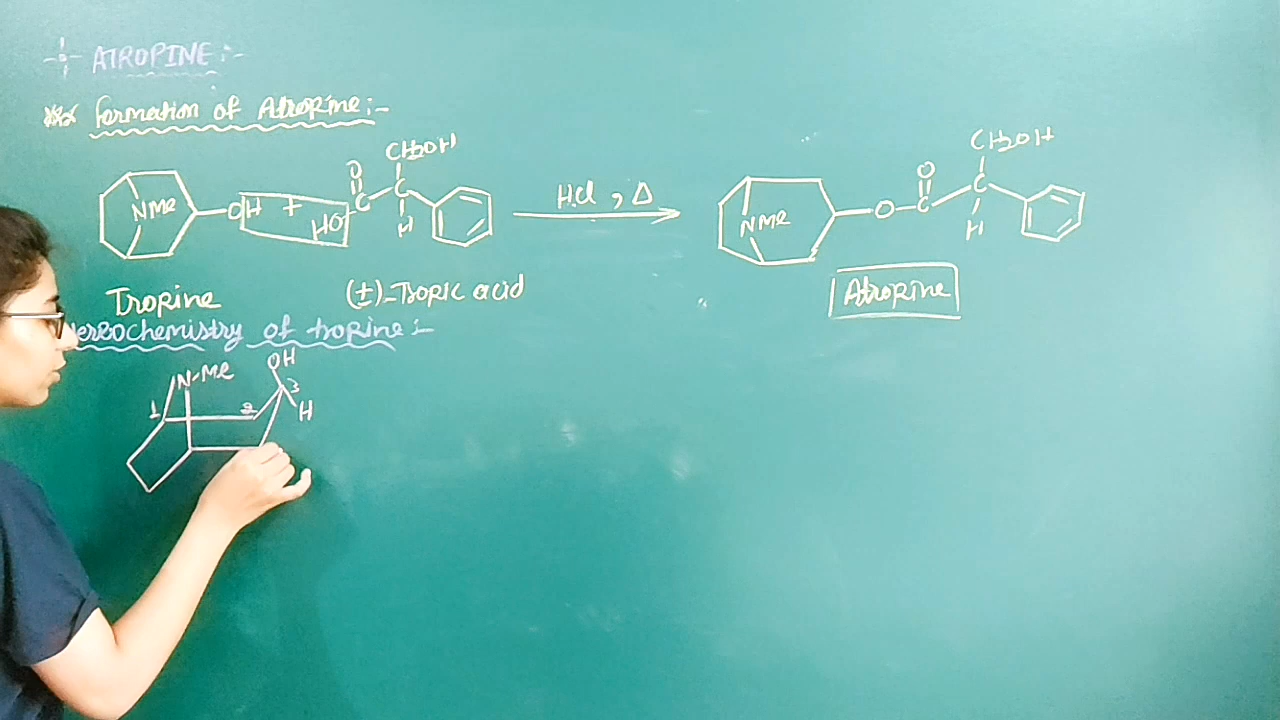 -:- ATROPINE :-
*** Formation of Atropine :-
CH2OH CH2OH
O O
NMe OH + HO C C H HCl , Δ NMe O C C H
Tropine (±)-Tropic acid Atropine
ereochemistry of tropine :-
OH
N-Me 3
1 2 H